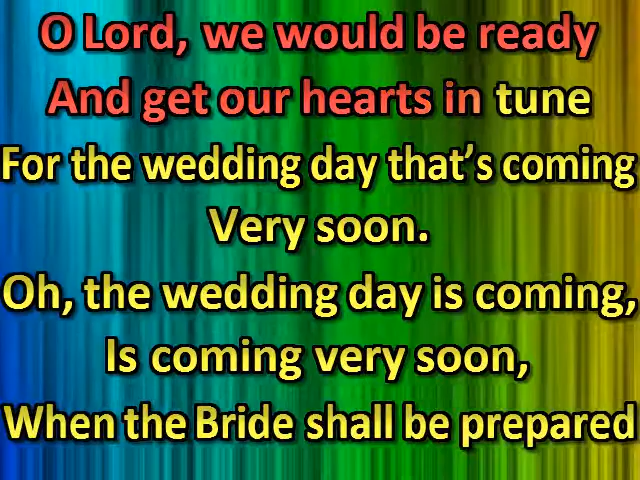 O Lord, we would be ready
And get our hearts in tune
For the wedding day that’s coming
Very soon.
Oh, the wedding day is coming,
Is coming very soon,
When the Bride shall be prepared